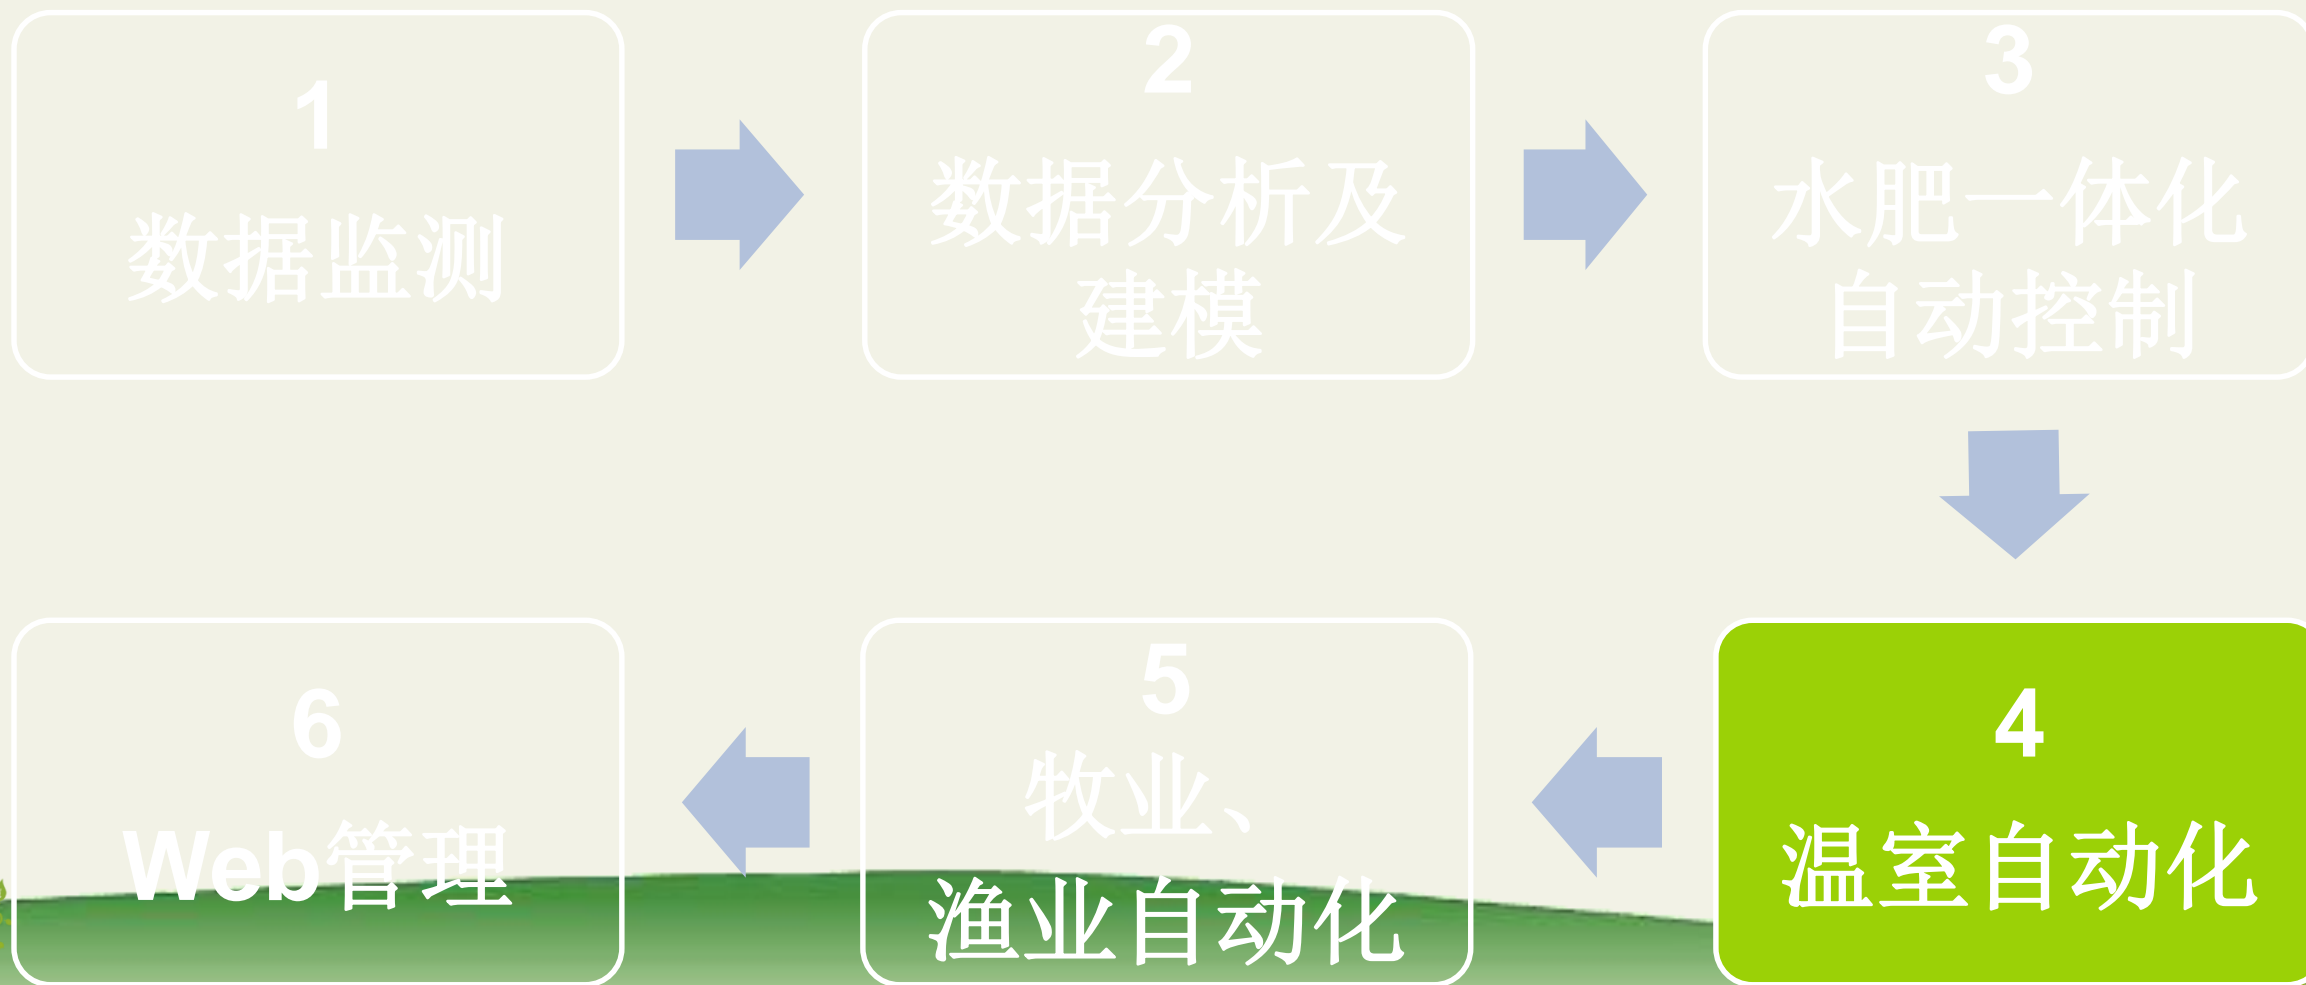 1
数据监测
2
数据分析及
建模
3
水肥一体化
自动控制
4
温室自动化
5
牧业、
渔业自动化
6
Web管理